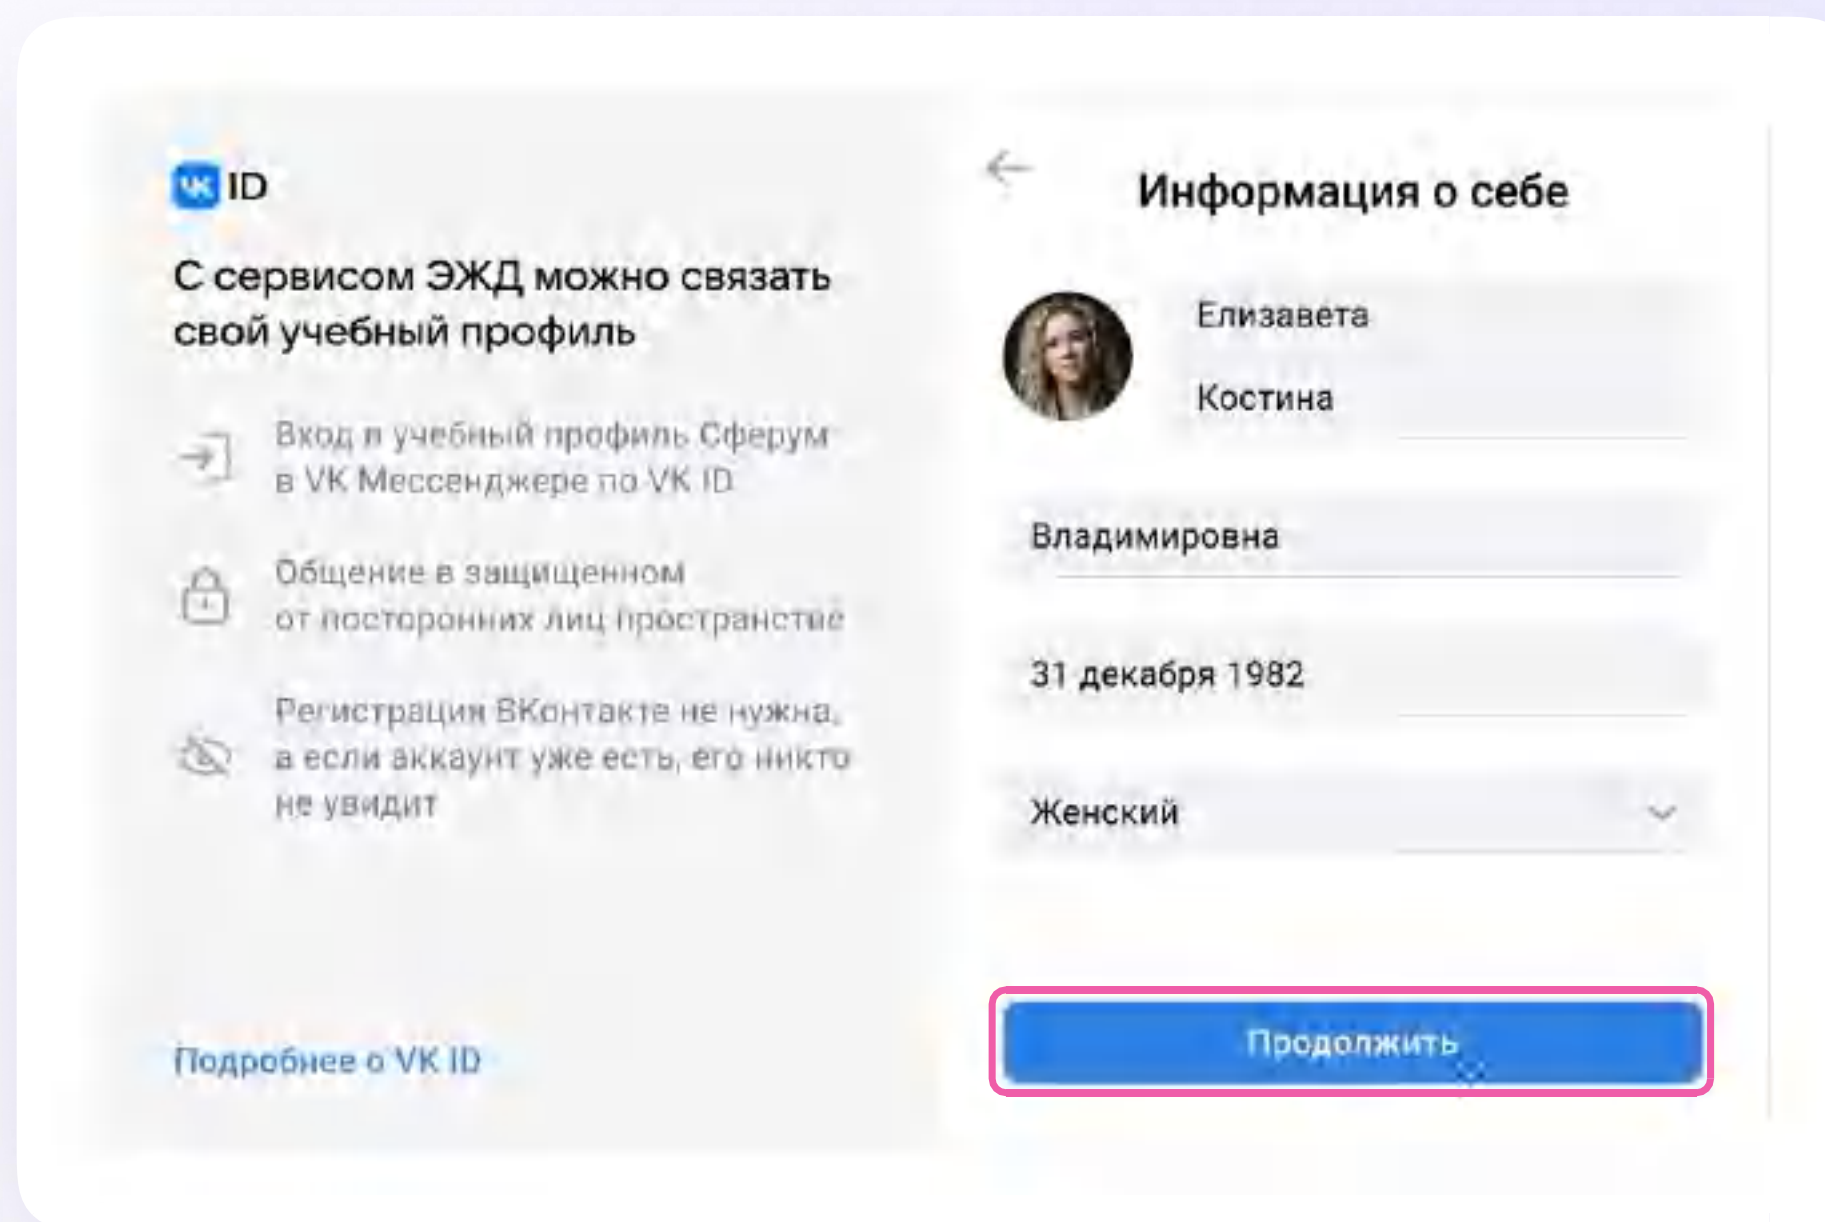 VK ID
С сервисом ЭЖД можно связать
свой учебный профиль
Вход в учебный профиль Сферум
в VK Мессенджере по VK ID
Общение в защищенном
от посторонних лиц пространстве
Регистрация ВКонтакте не нужна,
а если аккаунт уже есть, его никто
не увидит
Подробнее о VK ID
Информация о себе
Елизавета
Костина
Владимировна
31 декабря 1982
Женский
Продолжить